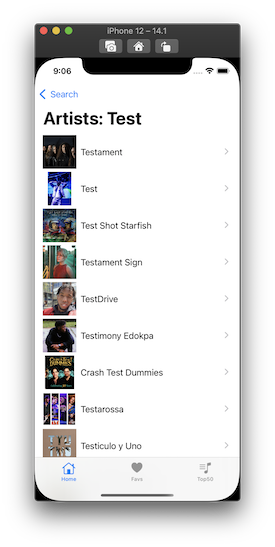 iPhone 12 – 14.1
9:06
Search
Artists: Test
Testament
Test
Test Shot Starfish
Testament Sign
TestDrive
Testimony Edokpa
Crash Test Dummies
Testarossa
Testiculo y Uno
Home
Favs
Top50